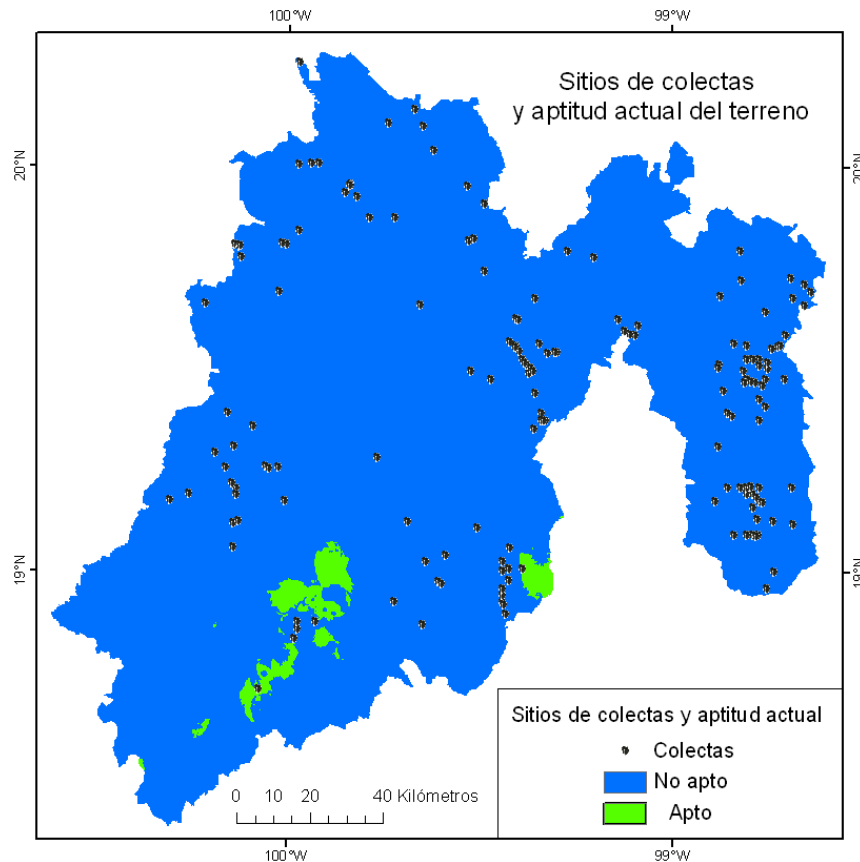 100°W 99°W
Sitios de colectas
y aptitud actual del terreno
20°N 20°N
19°N 19°N
Sitios de colectas y aptitud actual
Colectas
No apto
Apto
0 10 20 40 Kilómetros
100°W 99°W